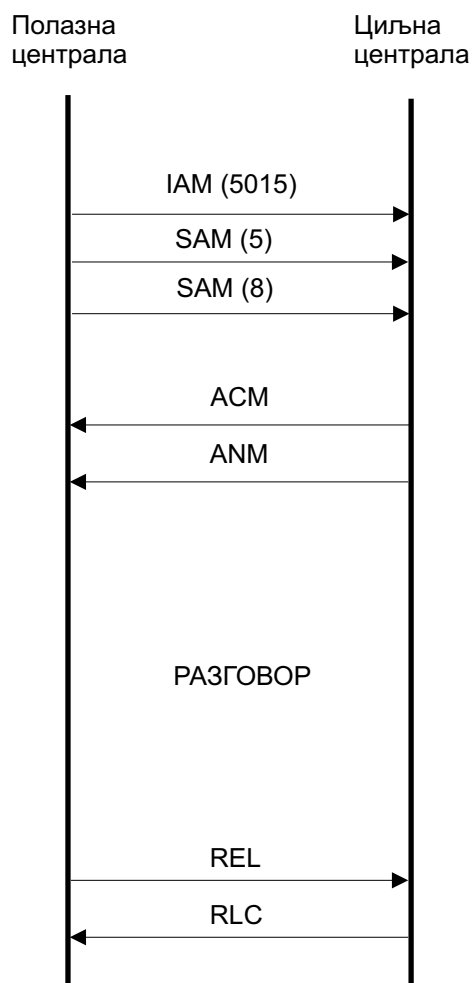 Полазна
централа
Циљна
централа
IAM (5015)
SAM (5)
SAM (8)
ACM
ANM
РАЗГОВОР
REL
RLC